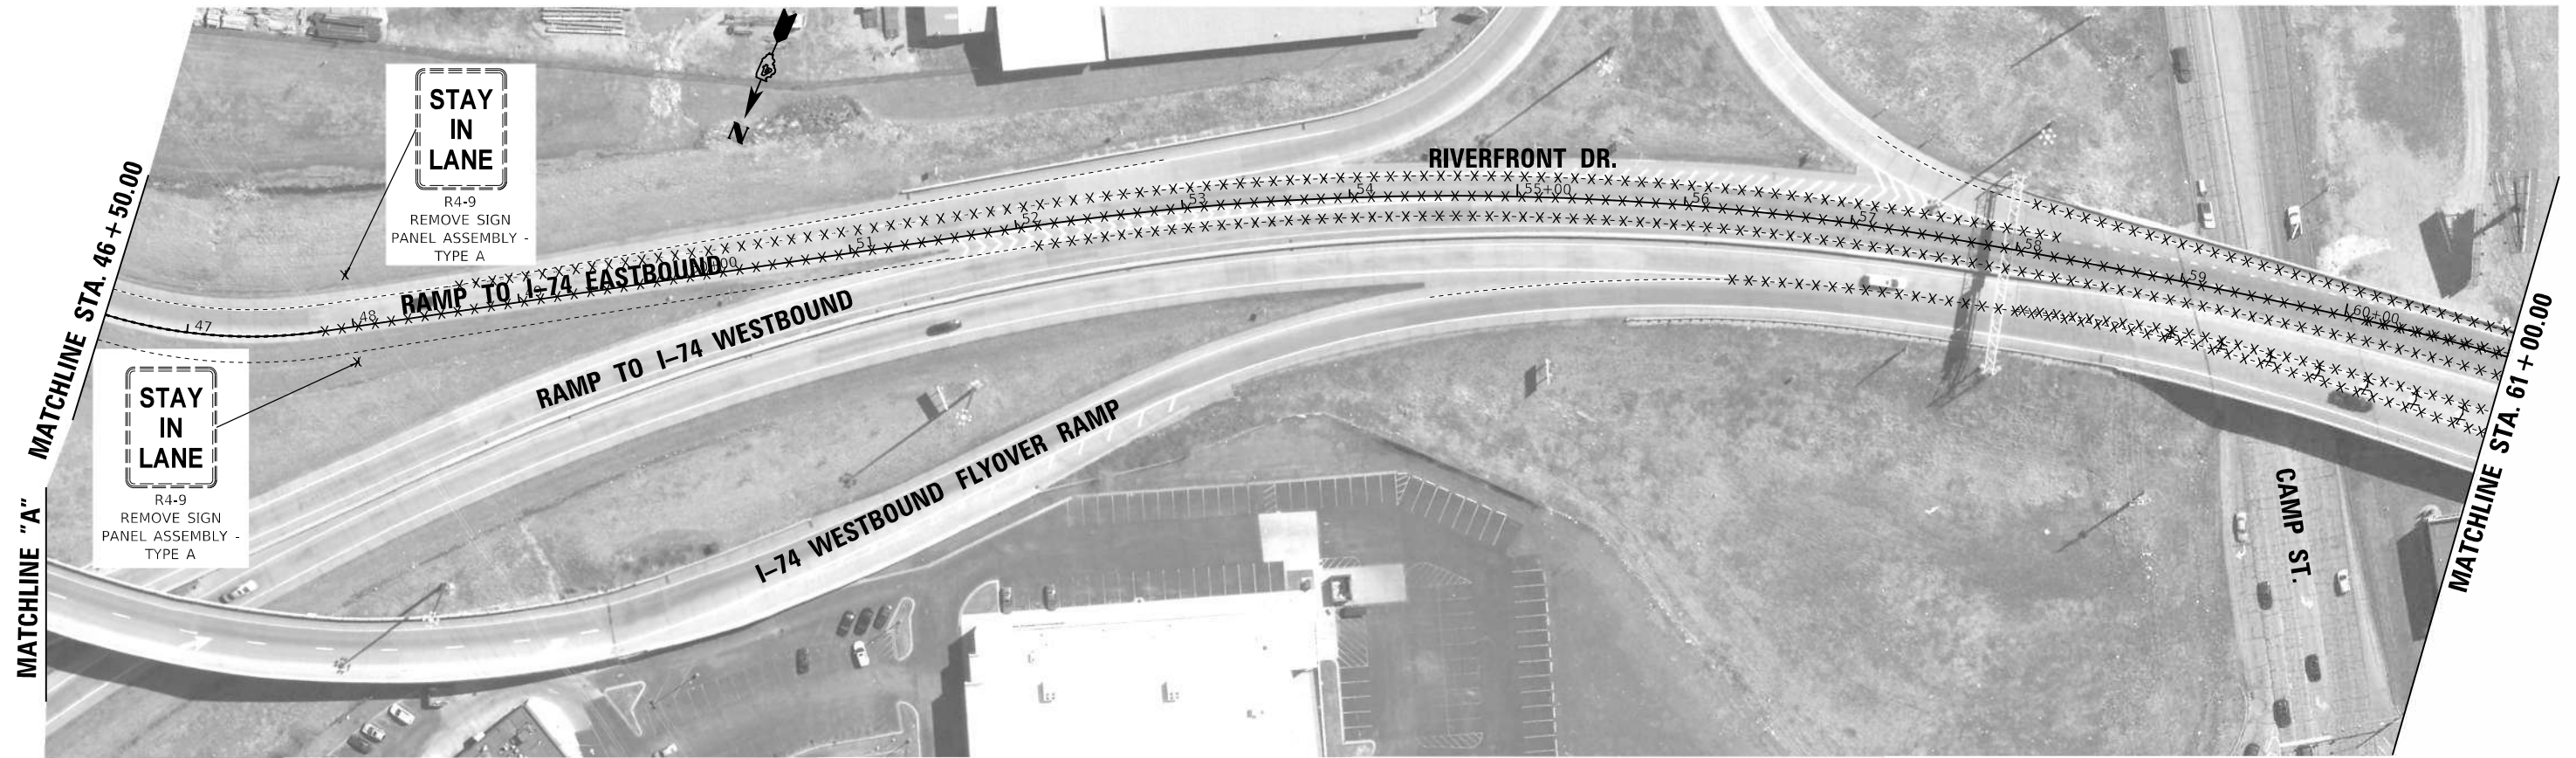 STAY
IN
LANE
R4-9
REMOVE SIGN
PANEL ASSEMBLY -
TYPE A
N
RIVERFRONT DR.
MATCHLINE STA. 46+50.00
47
48
51
52
53
54
55+00
56
57
58
59
60+00
RAMP TO I-74 EASTBOUND
RAMP TO I-74 WESTBOUND
STAY
IN
LANE
R4-9
REMOVE SIGN
PANEL ASSEMBLY -
TYPE A
MATCHLINE "A"
I-74 WESTBOUND FLYOVER RAMP
CAMP ST.
MATCHLINE STA. 61+00.00